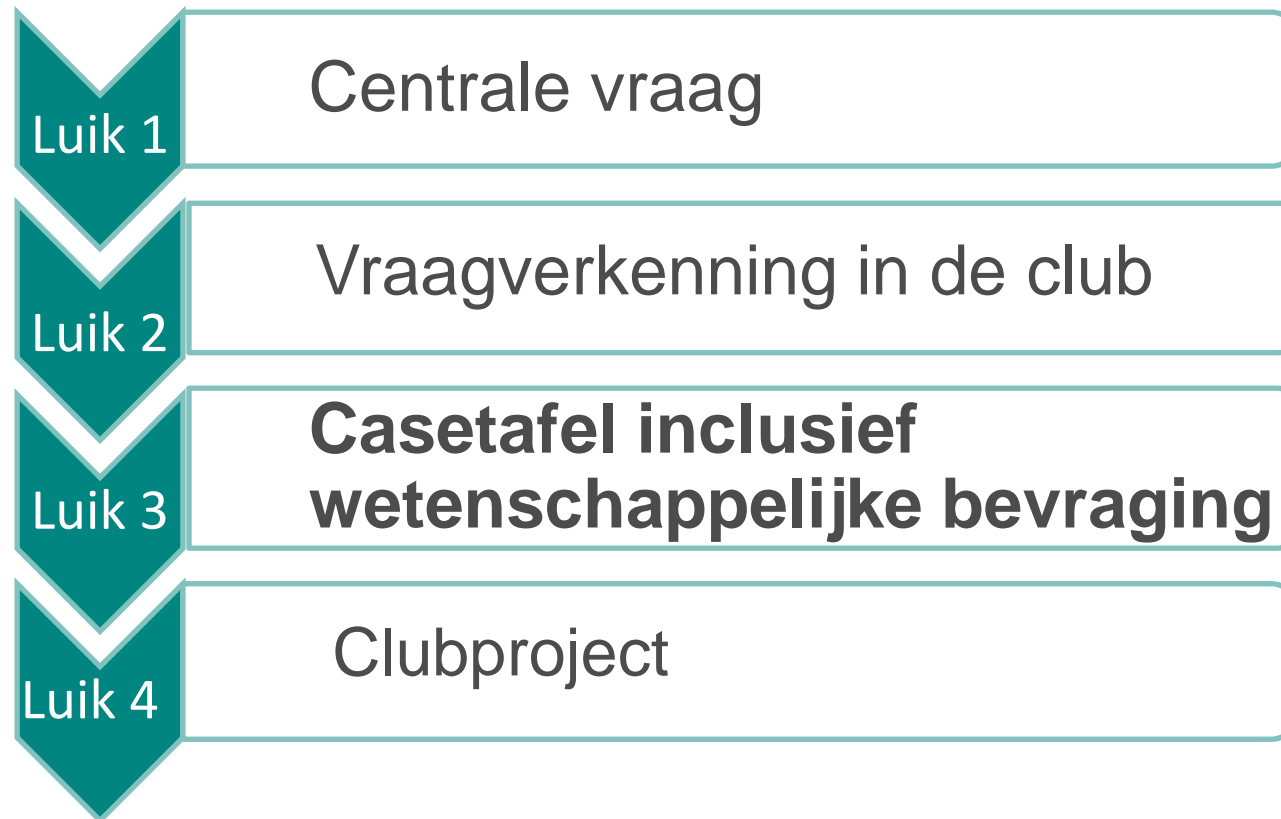 Luik 1
Centrale vraag
Luik 2
Vraagverkenning in de club
Luik 3
Casetafel inclusief
wetenschappelijke bevraging
Luik 4
Clubproject